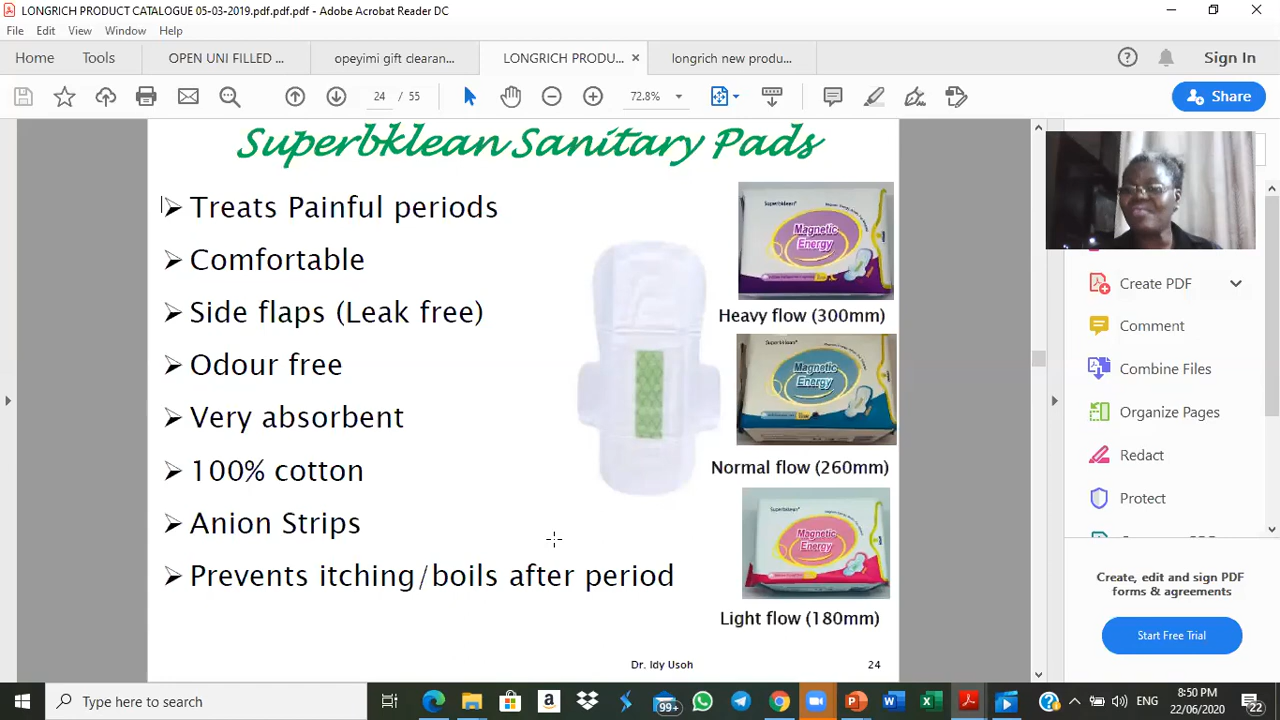 LONGRICH PRODUCT CATALOGUE 05-03-2019.pdf.pdf.pdf - Adobe Acrobat Reader DC
File Edit View Window Help
Home Tools OPEN UNI FILLED ... opeyimi gift clearan... LONGRICH PRODU... × longrich new produ... Sign In
24 / 55 72.8% Share
Superbklean Sanitary Pads
➢ Treats Painful periods
➢ Comfortable
➢ Side flaps (Leak free)
➢ Odour free
➢ Very absorbent
➢ 100% cotton
➢ Anion Strips
➢ Prevents itching/boils after period
Superbklean
Magnetic
Energy
Heavy flow (300mm)
Superbklean
Magnetic
Energy
Normal flow (260mm)
Superbklean
Magnetic
Energy
Light flow (180mm)
Dr. Idy Usoh 24
Create PDF
Comment
Combine Files
Organize Pages
Redact
Protect
Create, edit and sign PDF
forms & agreements
Start Free Trial
Type here to search
99+
ENG
8:50 PM
22/06/2020
22